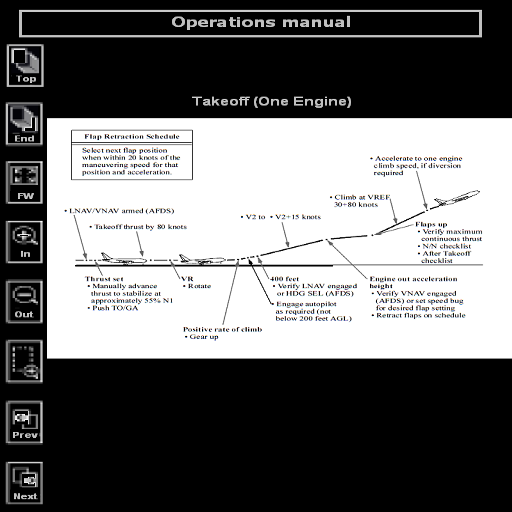 Operations manual
Top
End
FW
In
Out
Prev
Next
Takeoff (One Engine)
Flap Retraction Schedule
Select next flap position
when within 20 knots of the
maneuvering speed for that
position and acceleration.
• Accelerate to one engine
climb speed, if diversion
required
• Climb at VREF
30+80 knots
• LNAV/VNAV armed (AFDS)
• Takeoff thrust by 80 knots
• V2 to • V2+15 knots
Flaps up
• Verify maximum
continuous thrust
• N/N checklist
• After Takeoff
checklist
Thrust set
• Manually advance
thrust to stabilize at
approximately 55% N1
• Push TO/GA
VR
• Rotate
Positive rate of climb
• Gear up
400 feet
• Verify LNAV engaged
or HDG SEL (AFDS)
• Engage autopilot
as required (not
below 200 feet AGL)
Engine out acceleration
height
• Verify VNAV engaged
(AFDS) or set speed bug
for desired flap setting
• Retract flaps on schedule